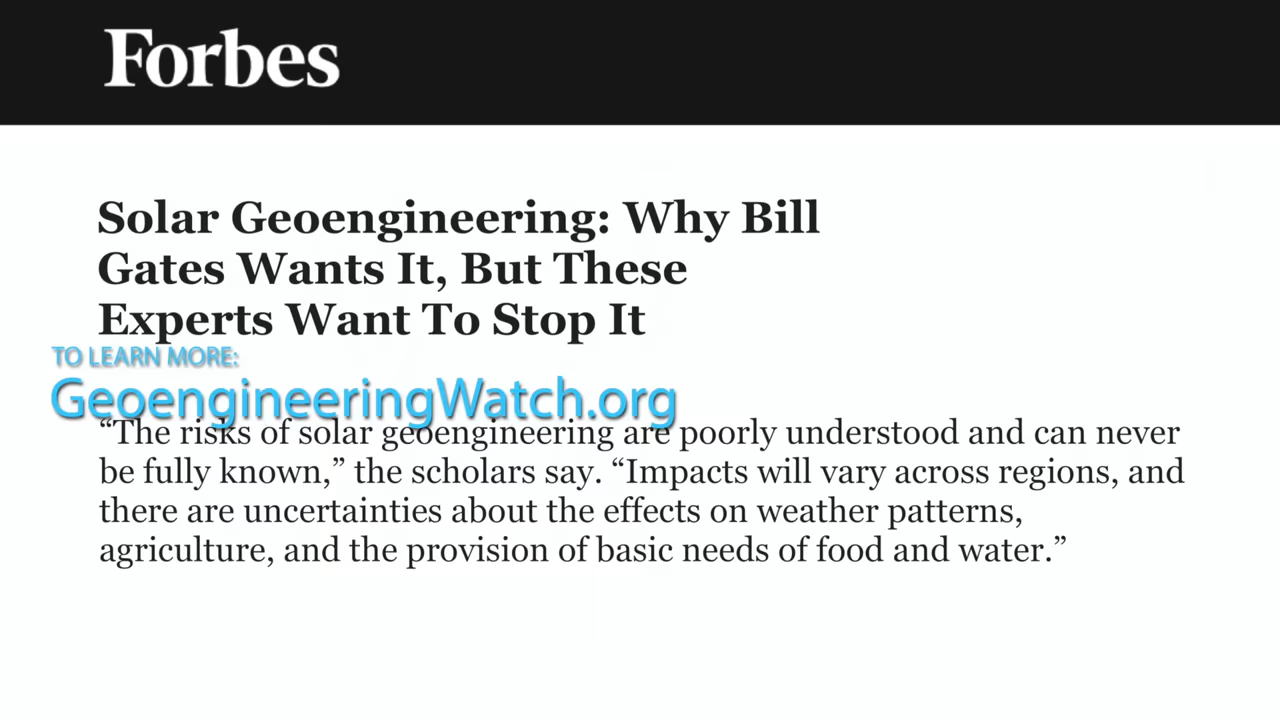 Forbes
Solar Geoengineering: Why Bill
Gates Wants It, But These
Experts Want To Stop It
TO LEARN MORE:
GeoengineeringWatch.org
“The risks of solar geoengineering are poorly understood and can never
be fully known,” the scholars say. “Impacts will vary across regions, and
there are uncertainties about the effects on weather patterns,
agriculture, and the provision of basic needs of food and water.”